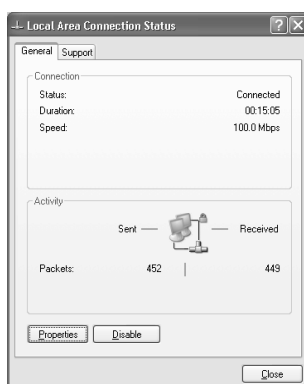 Local Area Connection Status
General Support
Connection
Status: Connected
Duration: 00:15:05
Speed: 100.0 Mbps
Activity
Sent Received
Packets: 452 449
Properties Disable
Close